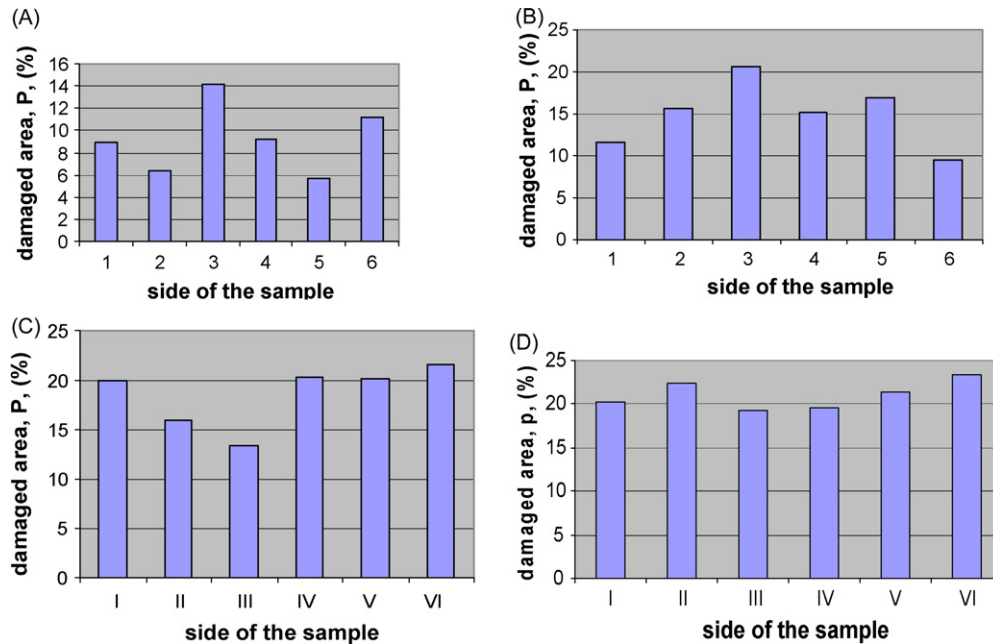 (A)
damaged area, P, (%)
16
14
12
10
8
6
4
2
0
1 2 3 4 5 6
side of the sample
(B)
damaged area, P, (%)
25
20
15
10
5
0
1 2 3 4 5 6
side of the sample
(C)
damaged area, P, (%)
25
20
15
10
5
0
I II III IV V VI
side of the sample
(D)
damaged area, p, (%)
25
20
15
10
5
0
I II III IV V VI
side of the sample